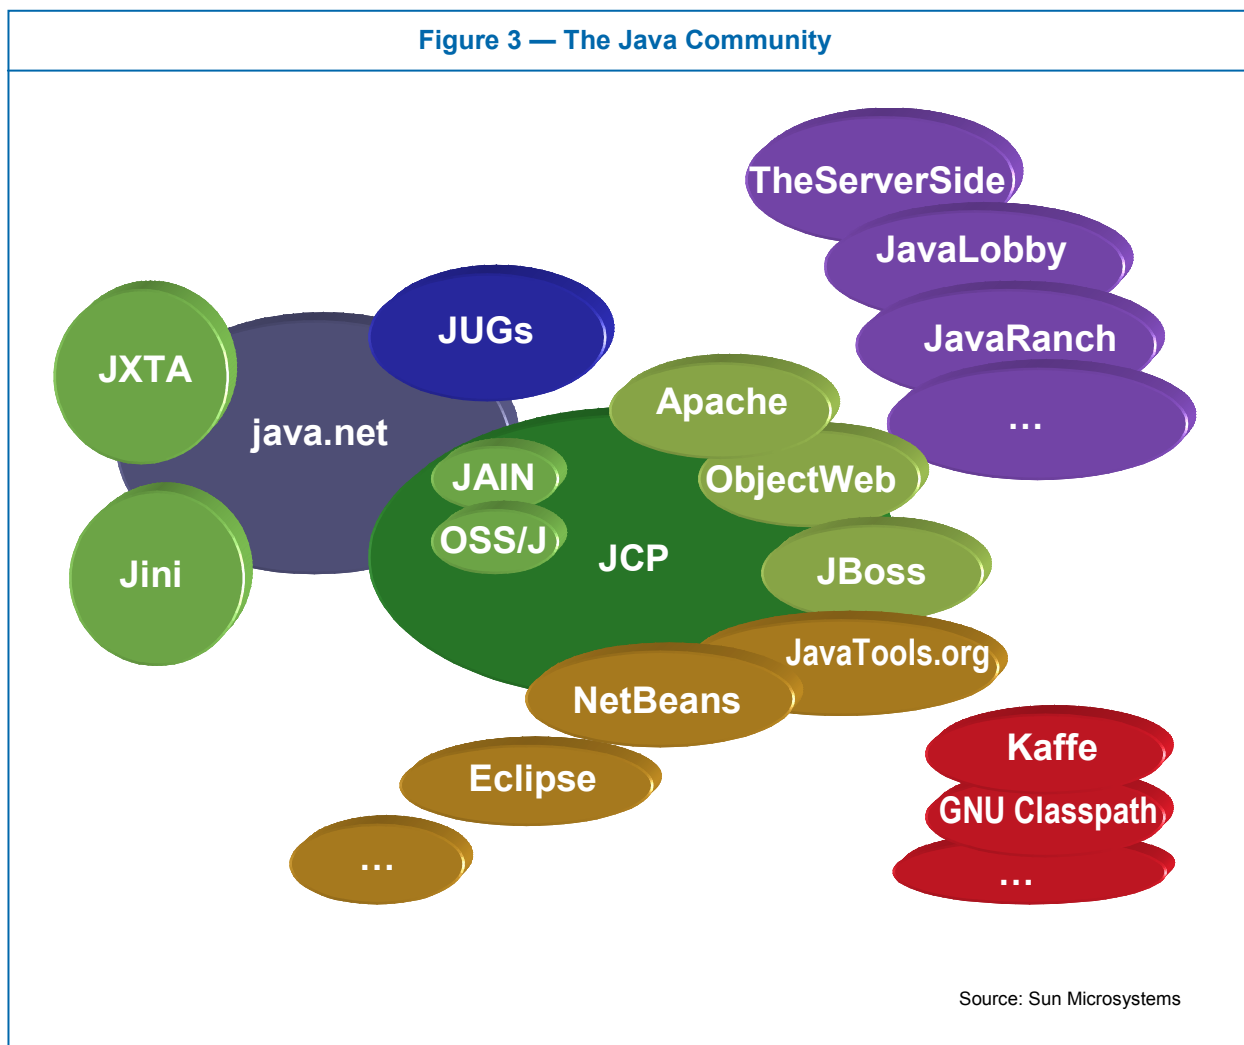 Figure 3 — The Java Community
TheServerSide
JavaLobby
JavaRanch
…
JUGs
JXTA
java.net
Apache
ObjectWeb
JAIN
OSS/J
JCP
JBoss
Jini
JavaTools.org
NetBeans
Eclipse
…
Kaffe
GNU Classpath
…
Source: Sun Microsystems